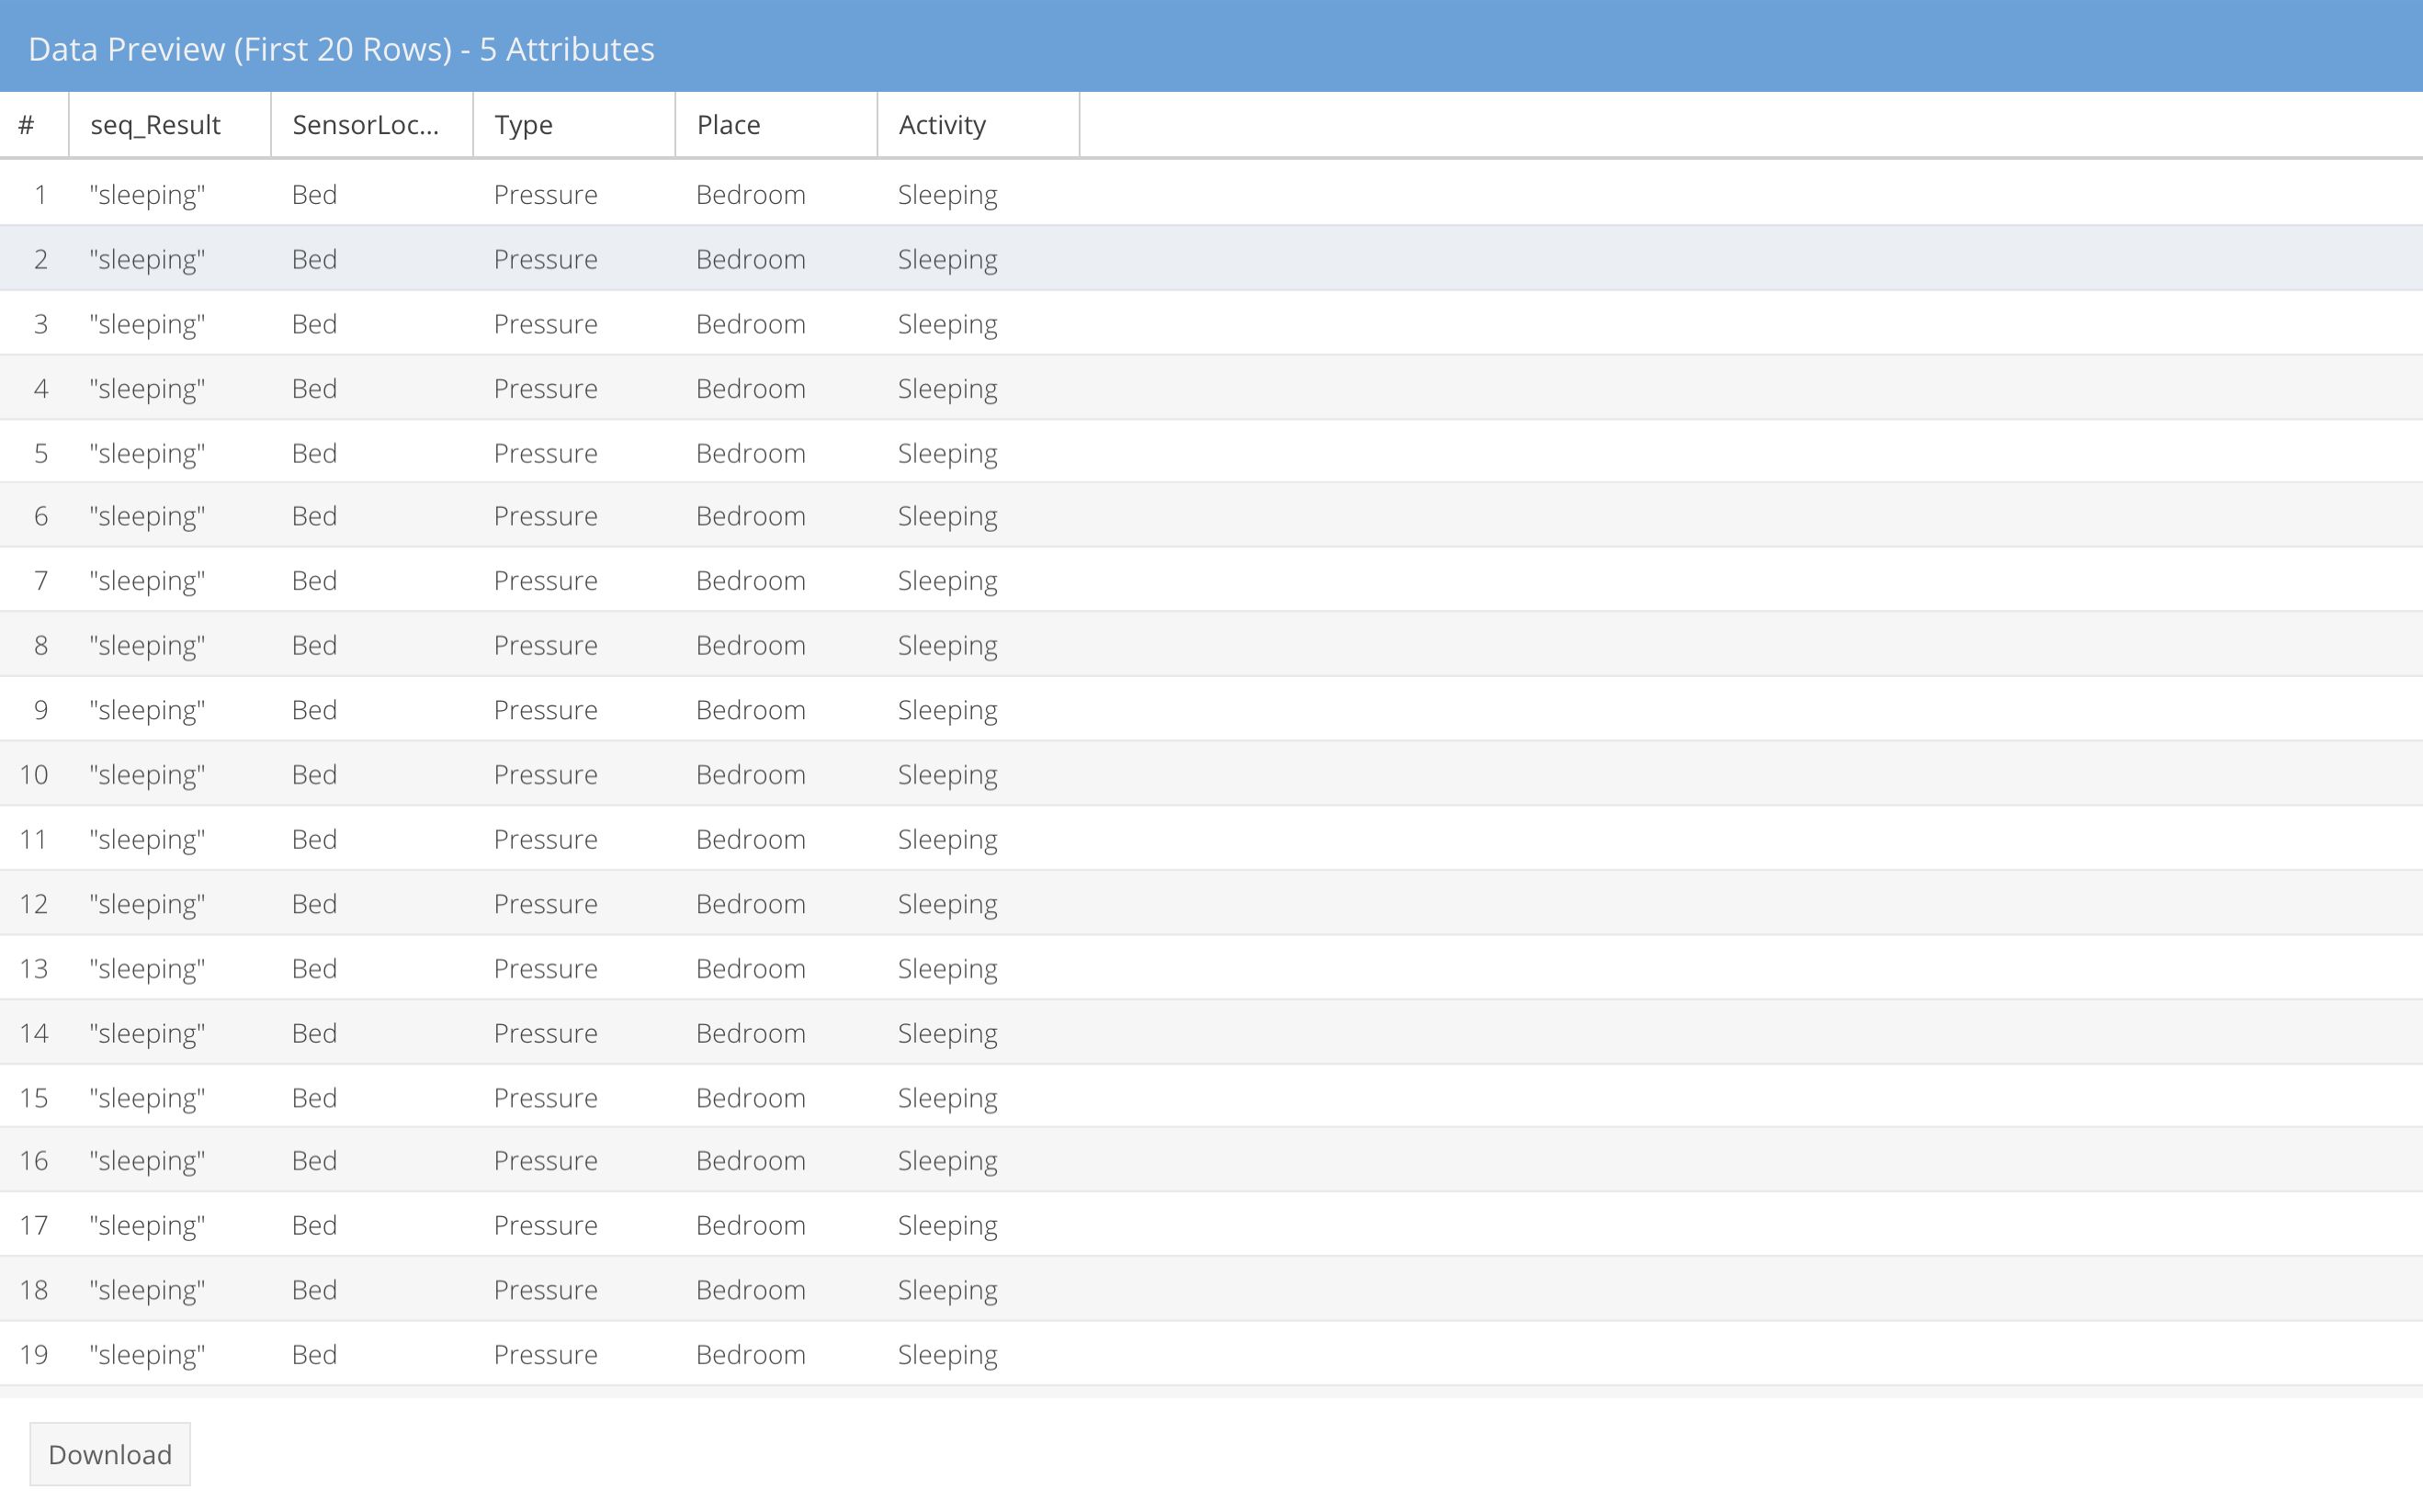 Data Preview (First 20 Rows) - 5 Attributes
# seq_Result SensorLoc... Type Place Activity
1 "sleeping" Bed Pressure Bedroom Sleeping
2 "sleeping" Bed Pressure Bedroom Sleeping
3 "sleeping" Bed Pressure Bedroom Sleeping
4 "sleeping" Bed Pressure Bedroom Sleeping
5 "sleeping" Bed Pressure Bedroom Sleeping
6 "sleeping" Bed Pressure Bedroom Sleeping
7 "sleeping" Bed Pressure Bedroom Sleeping
8 "sleeping" Bed Pressure Bedroom Sleeping
9 "sleeping" Bed Pressure Bedroom Sleeping
10 "sleeping" Bed Pressure Bedroom Sleeping
11 "sleeping" Bed Pressure Bedroom Sleeping
12 "sleeping" Bed Pressure Bedroom Sleeping
13 "sleeping" Bed Pressure Bedroom Sleeping
14 "sleeping" Bed Pressure Bedroom Sleeping
15 "sleeping" Bed Pressure Bedroom Sleeping
16 "sleeping" Bed Pressure Bedroom Sleeping
17 "sleeping" Bed Pressure Bedroom Sleeping
18 "sleeping" Bed Pressure Bedroom Sleeping
19 "sleeping" Bed Pressure Bedroom Sleeping
Download